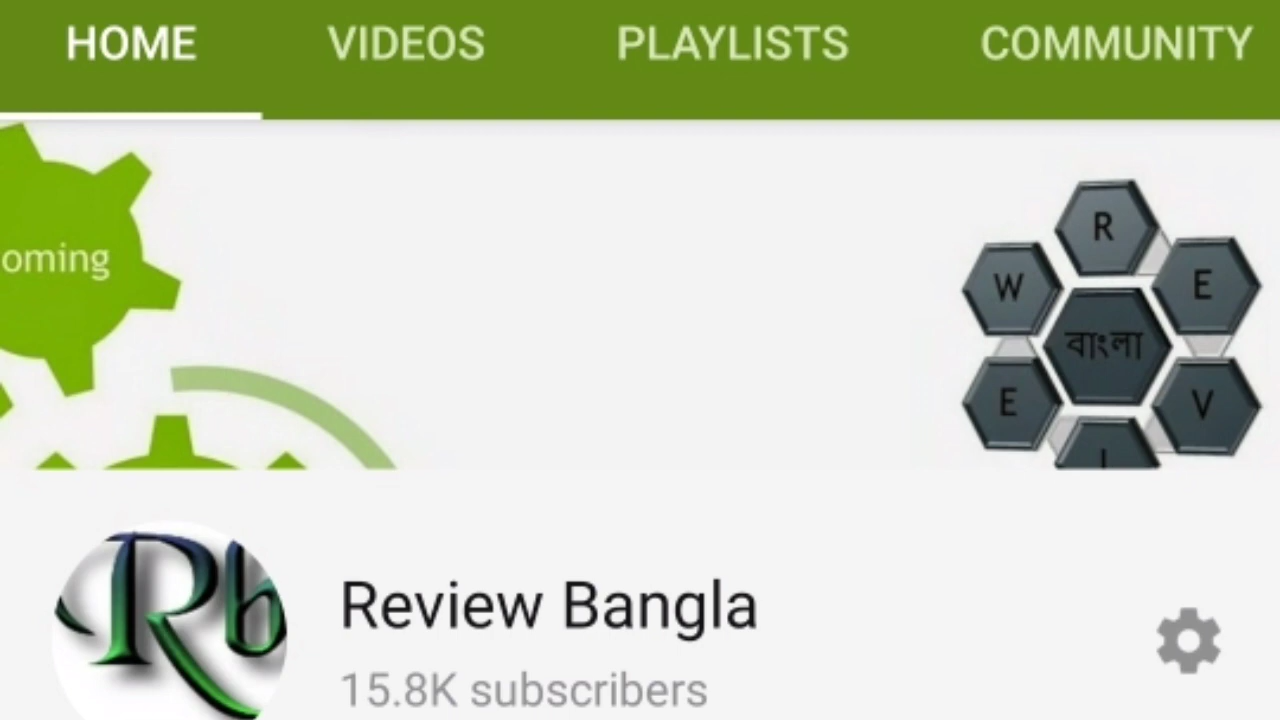 HOME VIDEOS PLAYLISTS COMMUNITY
oming
R
W E
বাংলা
E V
I
Rb
Review Bangla
15.8K subscribers